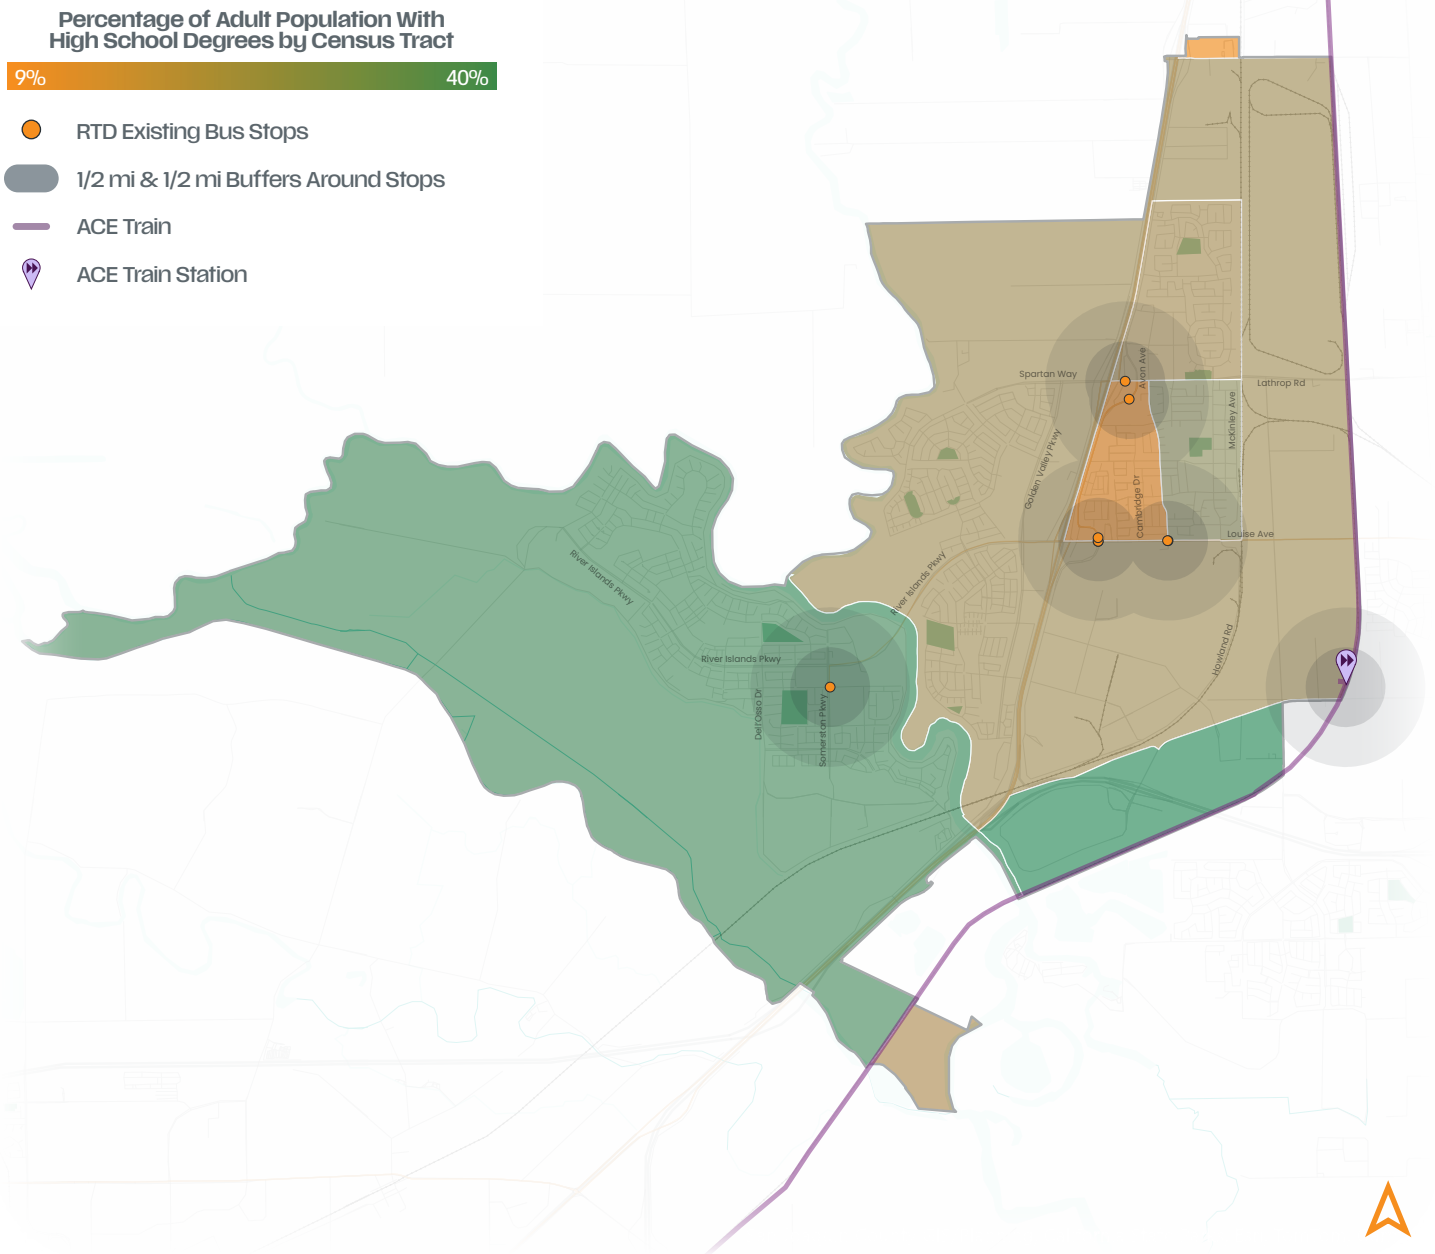 Percentage of Adult Population With
High School Degrees by Census Tract
9%
40%
RTD Existing Bus Stops
1/2 mi & 1/2 mi Buffers Around Stops
ACE Train
ACE Train Station
Spartan Way
Avon Ave
Lathrop Rd
McKinley Ave
Golden Valley Pkwy
Cambridge Dr
Louise Ave
River Islands Pkwy
River Islands Pkwy
Howland Rd
River Islands Pkwy
Dell'Osso Dr
Somerston Pkwy